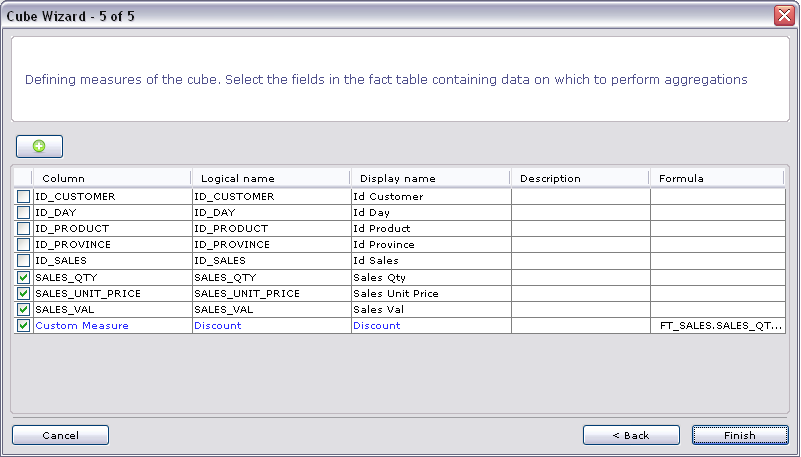 Cube Wizard - 5 of 5
Defining measures of the cube. Select the fields in the fact table containing data on which to perform aggregations
Column Logical name Display name Description Formula
ID_CUSTOMER ID_CUSTOMER Id Customer
ID_DAY ID_DAY Id Day
ID_PRODUCT ID_PRODUCT Id Product
ID_PROVINCE ID_PROVINCE Id Province
ID_SALES ID_SALES Id Sales
SALES_QTY SALES_QTY Sales Qty
SALES_UNIT_PRICE SALES_UNIT_PRICE Sales Unit Price
SALES_VAL SALES_VAL Sales Val
Custom Measure Discount Discount FT_SALES.SALES_QT...
Cancel < Back Finish